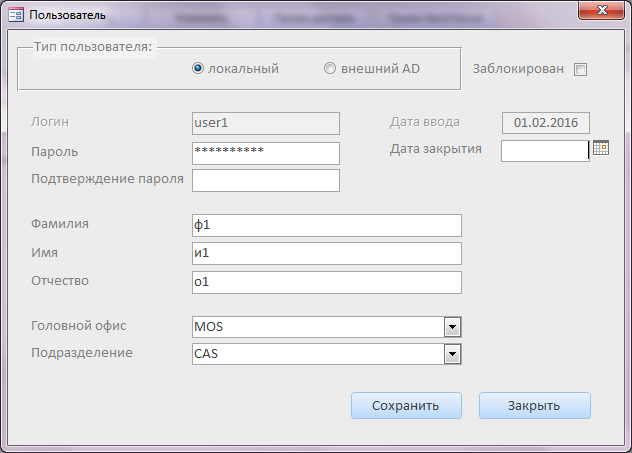 Пользователь
Тип пользователя:
локальный внешний AD Заблокирован
Логин user1 Дата ввода 01.02.2016
Пароль ********** Дата закрытия
Подтверждение пароля
Фамилия ф1
Имя и1
Отчество о1
Головной офис MOS
Подразделение CAS
Сохранить Закрыть